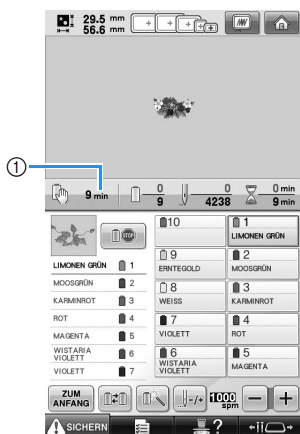 29.5 mm
56.6 mm
①
9 min
0
9
0
4238
0 min
9 min
LIMONEN GRÜN 1
MOOSGRÜN 2
KARMINROT 3
ROT 4
MAGENTA 5
WISTARIA
VIOLETT 6
VIOLETT 7
10
1
LIMONEN GRÜN
9
ERNTEGOLD
2
MOOSGRÜN
8
WEISS
3
KARMINROT
7
VIOLETT
4
ROT
6
WISTARIA
VIOLETT
5
MAGENTA
STOP
ZUM
ANFANG
-/+
1000
spm
−
+
SICHERN
?